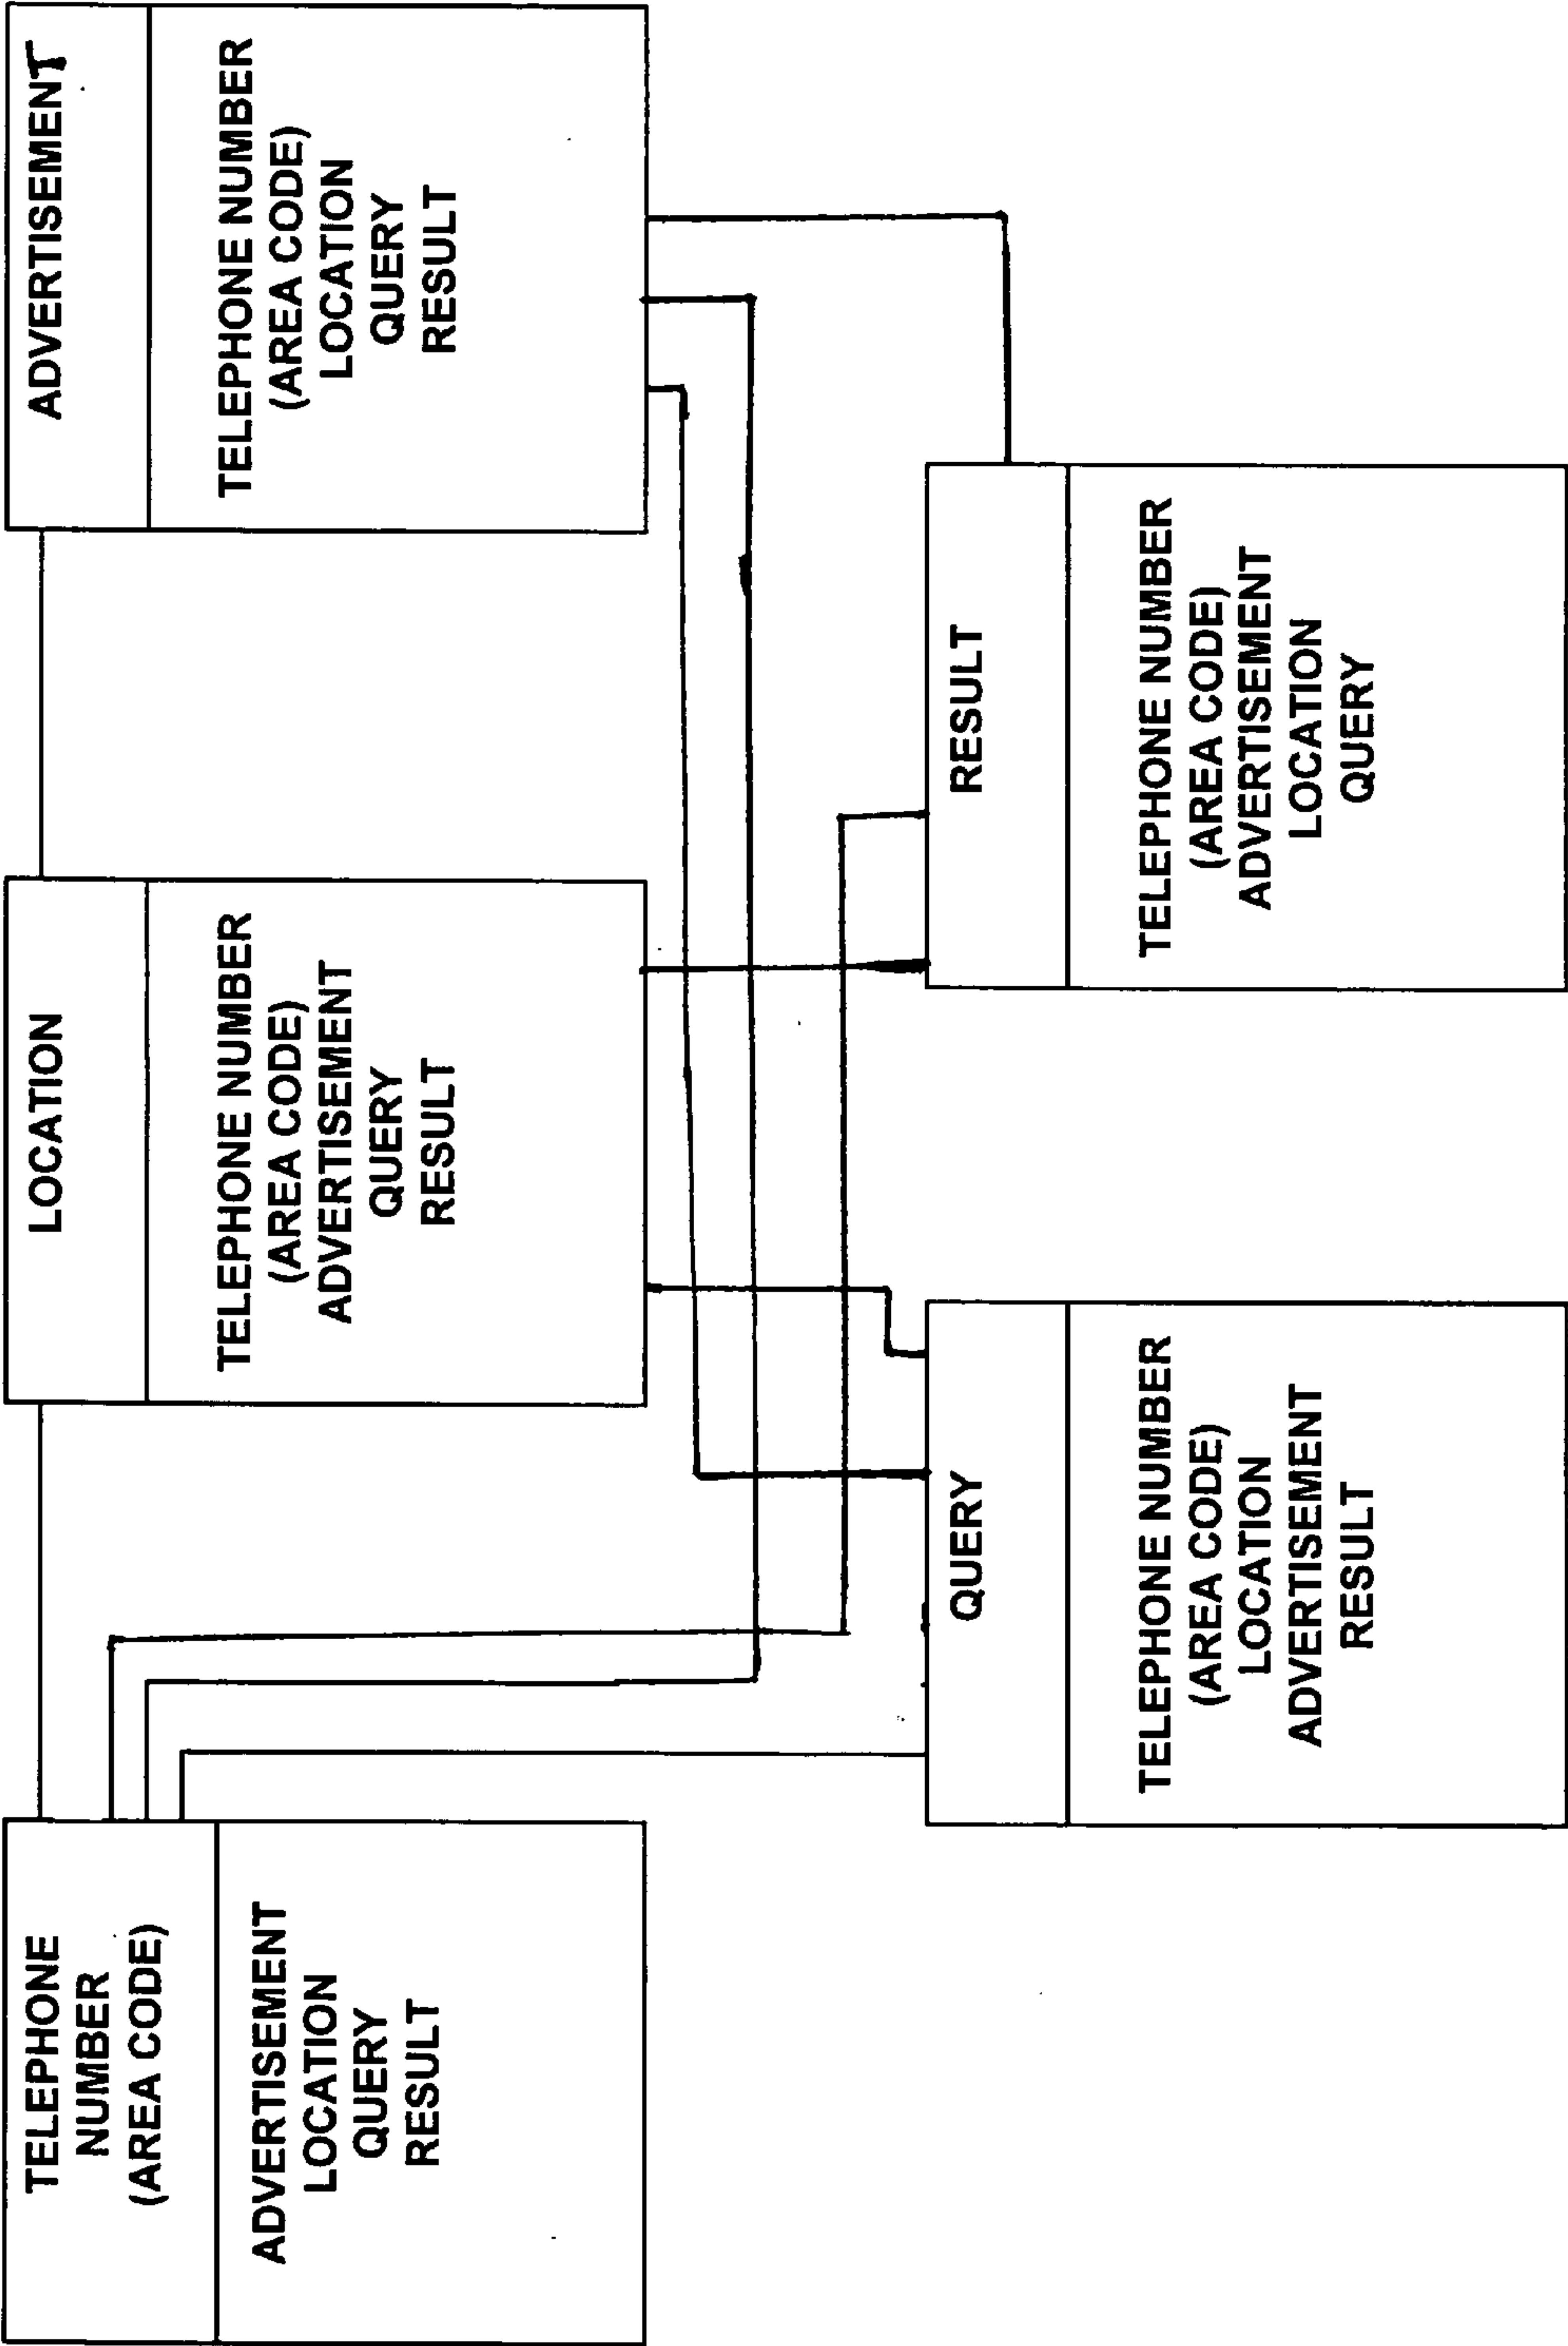 TELEPHONE
NUMBER
(AREA CODE)
ADVERTISEMENT
LOCATION
QUERY
RESULT
LOCATION
TELEPHONE NUMBER
(AREA CODE)
ADVERTISEMENT
QUERY
RESULT
ADVERTISEMENT
TELEPHONE NUMBER
(AREA CODE)
LOCATION
QUERY
RESULT
QUERY
TELEPHONE NUMBER
(AREA CODE)
LOCATION
ADVERTISEMENT
RESULT
RESULT
TELEPHONE NUMBER
(AREA CODE)
ADVERTISEMENT
LOCATION
QUERY